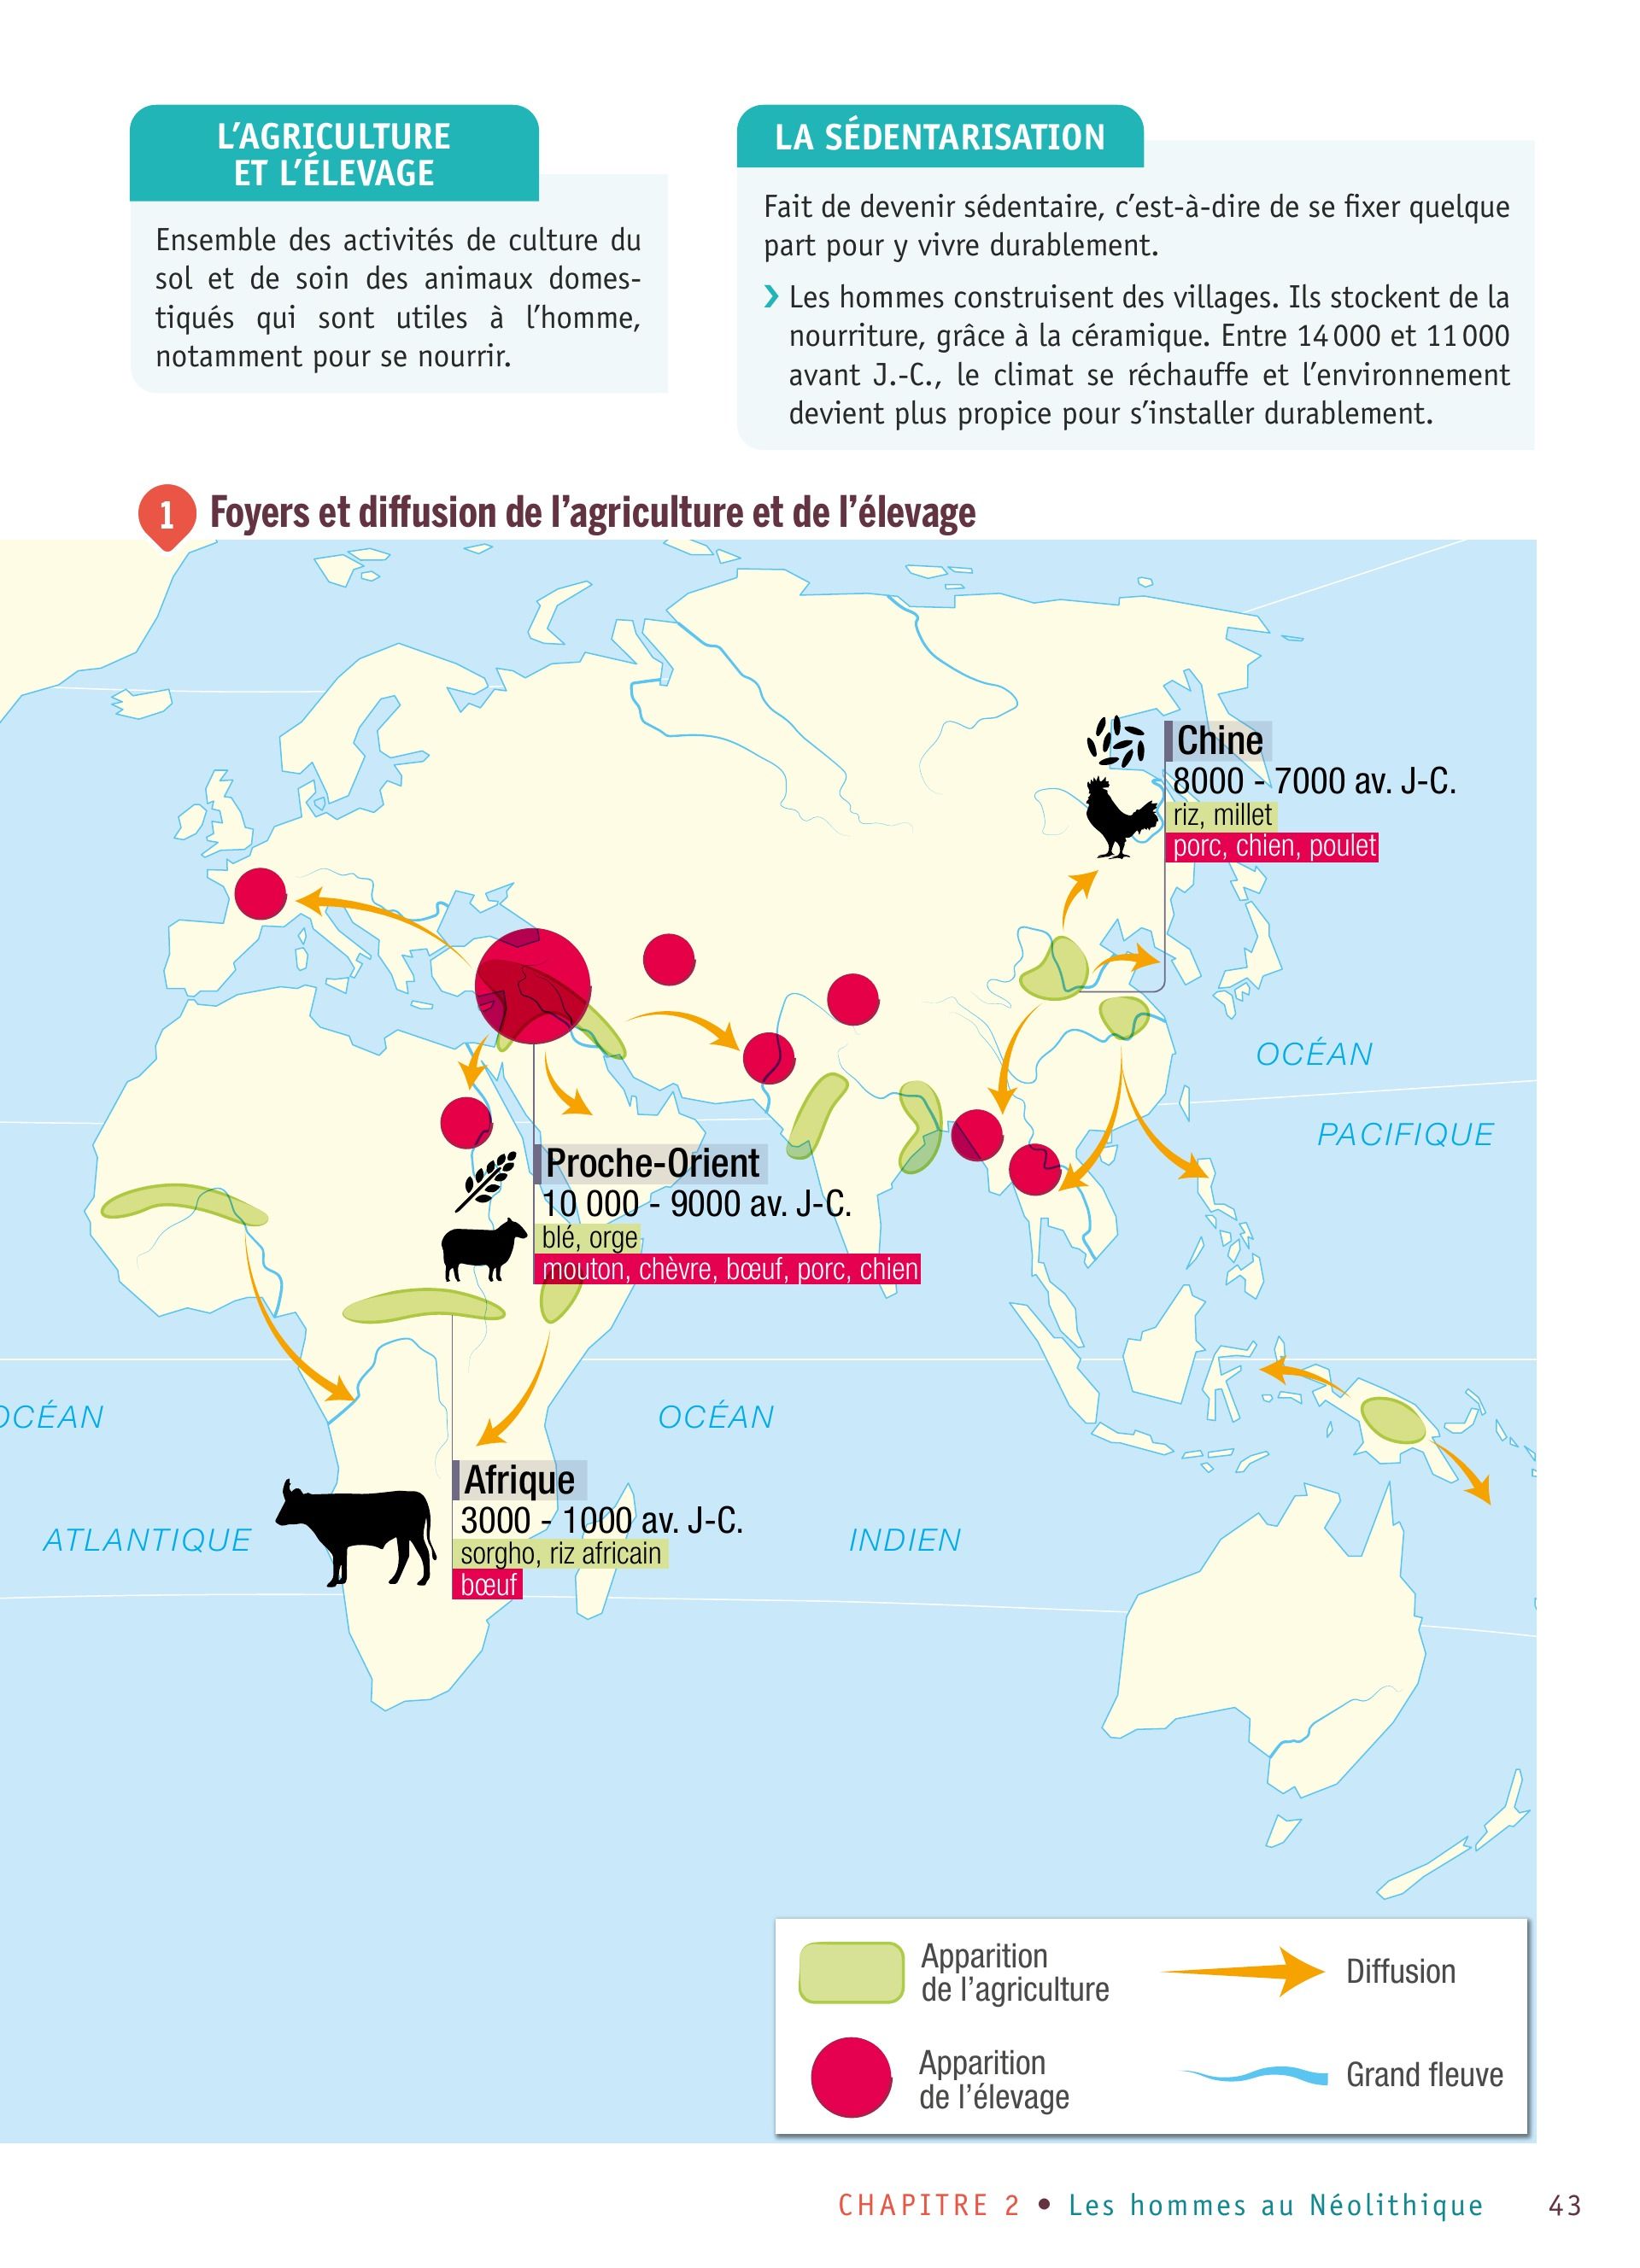 L'AGRICULTURE
ET L'ÉLEVAGE
Ensemble des activités de culture du
sol et de soin des animaux domes-
tiqués qui sont utiles à l'homme,
notamment pour se nourrir.
LA SÉDENTARISATION
Fait de devenir sédentaire, c'est-à-dire de se fixer quelque
part pour y vivre durablement.
› Les hommes construisent des villages. Ils stockent de la
nourriture, grâce à la céramique. Entre 14 000 et 11 000
avant J.-C., le climat se réchauffe et l'environnement
devient plus propice pour s'installer durablement.
1 Foyers et diffusion de l'agriculture et de l'élevage
Chine
8000 - 7000 av. J-C.
riz, millet
porc, chien, poulet
OCÉAN
PACIFIQUE
Proche-Orient
10 000 - 9000 av. J-C.
blé, orge
mouton, chèvre, bœuf, porc, chien
OCÉAN
ATLANTIQUE
OCÉAN
INDIEN
Afrique
3000 - 1000 av. J-C.
sorgho, riz africain
bœuf
Apparition
de l'agriculture
Diffusion
Apparition
de l'élevage
Grand fleuve
CHAPITRE 2 • Les hommes au Néolithique 43